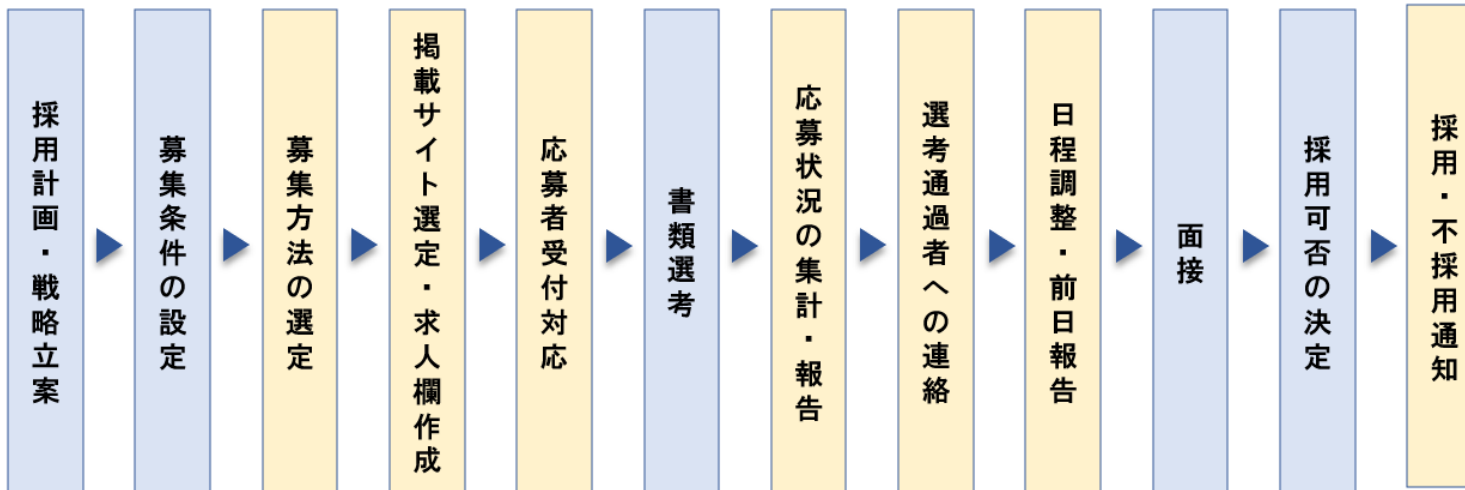 採用計画・戦略立案
募集条件の設定
募集方法の選定
掲載サイト選定・求人欄作成
応募者受付対応
書類選考
応募状況の集計・報告
選考通過者への連絡
日程調整・前日報告
面接
採用可否の決定
採用・不採用通知